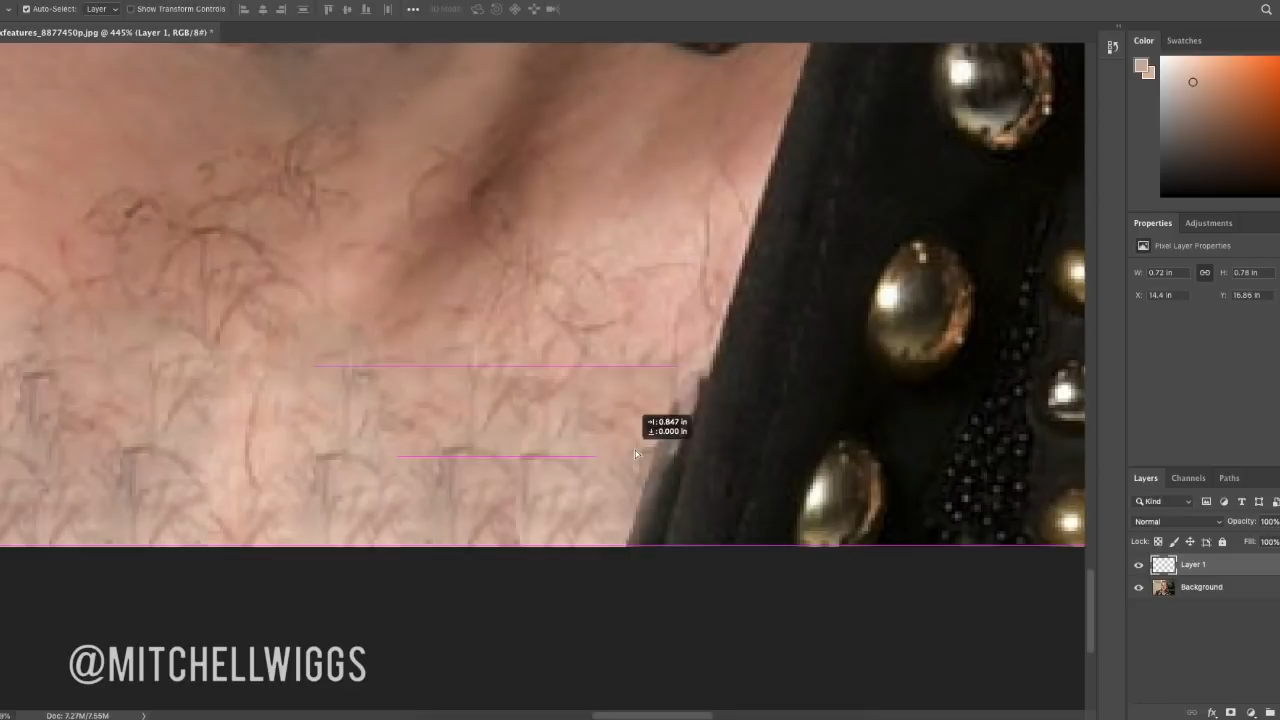 Auto-Select: Layer Show Transform Controls ••• 3D Mode:
xfeatures_8877450p.jpg @ 445% (Layer 1, RGB/8#) *
Color Swatches
Properties Adjustments
Pixel Layer Properties
W: 0.72 in H: 0.78 in
X: 14.4 in Y: 16.86 in
→|: 0.847 in
⊥: 0.000 in
Layers Channels Paths
Kind
Normal Opacity: 100%
Lock: Fill: 100%
Layer 1
Background
@MITCHELLWIGGS
9% Doc: 7.27M/7.55M